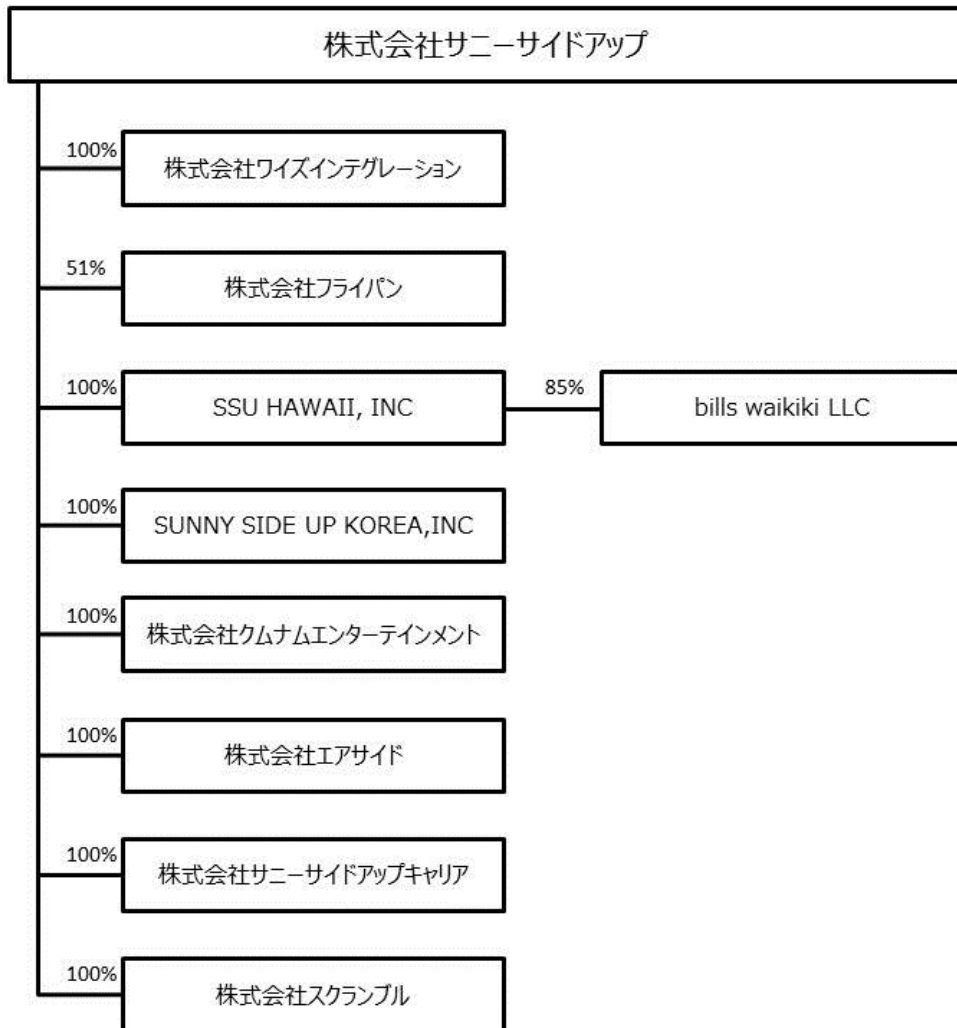 株式会社サニーサイドアップ
100%
株式会社ワイズインテグレーション
51%
株式会社フライパン
100%
SSU HAWAII, INC
85%
bills waikiki LLC
100%
SUNNY SIDE UP KOREA,INC
100%
株式会社クムナムエンターテインメント
100%
株式会社エアサイド
100%
株式会社サニーサイドアップキャリア
100%
株式会社スクランブル